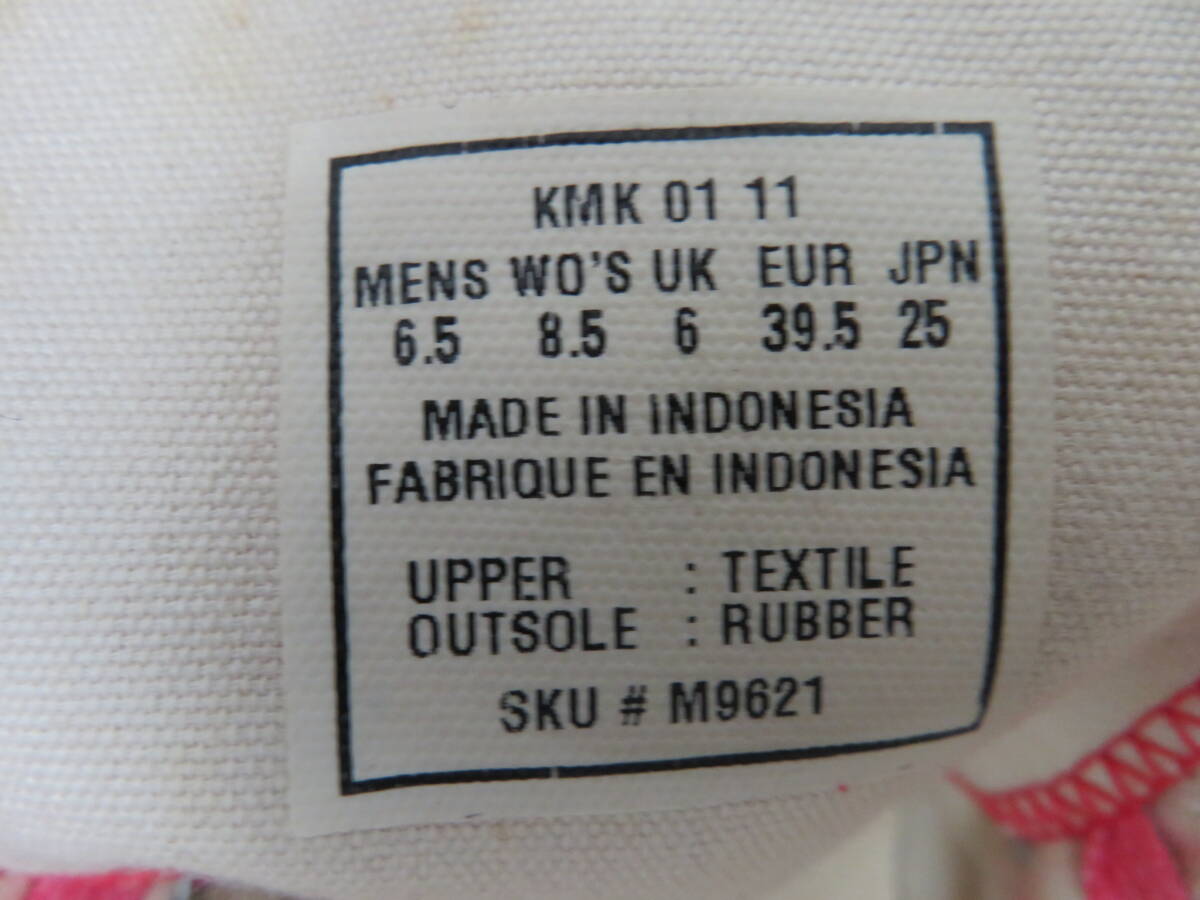 KMK 01 11
MENS WO'S UK EUR JPN
6.5 8.5 6 39.5 25
MADE IN INDONESIA
FABRIQUE EN INDONESIA
UPPER : TEXTILE
OUTSOLE : RUBBER
SKU # M9621